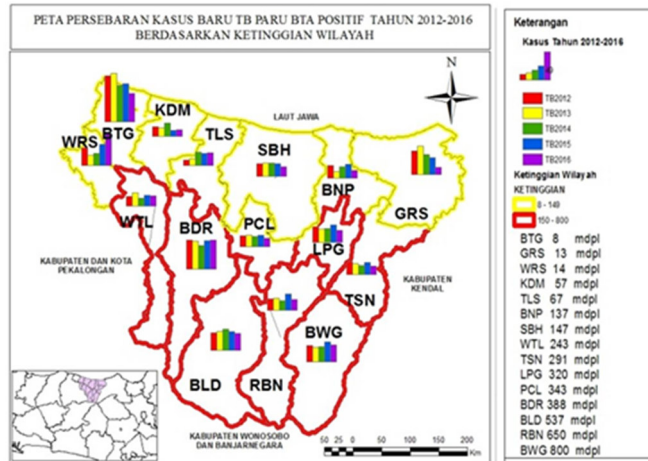 PETA PERSEBARAN KASUS BARU TB PARU BTA POSITIF TAHUN 2012-2016
BERDASARKAN KETINGGIAN WILAYAH
LAUT JAWA
N
KDM
BTG
TLS
WRS
SBH
BNP
GRS
WTL
BDR
PCL
LPG
KABUPATEN DAN KOTA
PEKALONGAN
KABUPATEN
KENDAL
TSN
BWG
BLD
RBN
KABUPATEN WONOSOBO
DAN BANJARNEGARA
50 25 0 50 100 150 200
Km
Keterangan
Kasus Tahun 2012-2016
TB2012
TB2013
TB2014
TB2015
TB2016
Ketinggian Wilayah
KETINGGIAN
8 - 149
150 - 800
BTG 8 mdpl
GRS 13 mdpl
WRS 14 mdpl
KDM 57 mdpl
TLS 67 mdpl
BNP 137 mdpl
SBH 147 mdpl
WTL 243 mdpl
TSN 291 mdpl
LPG 320 mdpl
PCL 343 mdpl
BDR 388 mdpl
BLD 537 mdpl
RBN 650 mdpl
BWG 800 mdpl